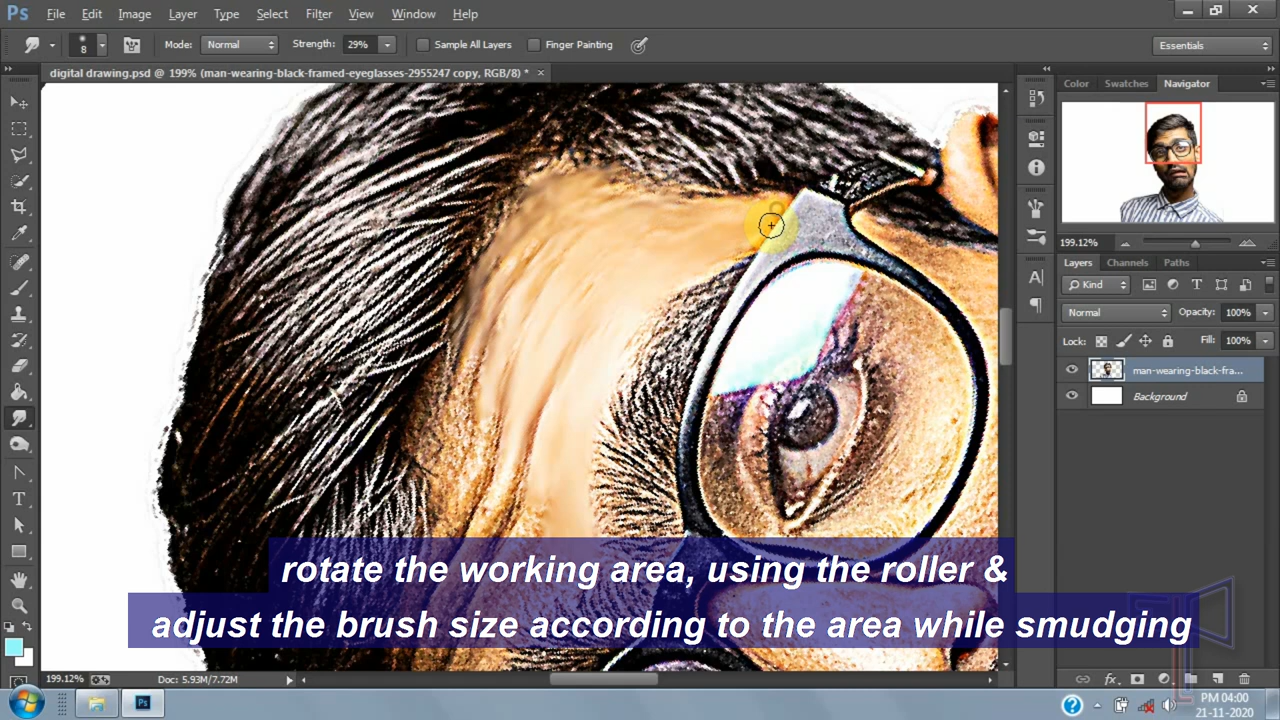 Ps File Edit Image Layer Type Select Filter View Window Help
8 Mode: Normal Strength: 29% Sample All Layers Finger Painting Essentials
digital drawing.psd @ 199% (man-wearing-black-framed-eyeglasses-2955247 copy, RGB/8) * ×
Color Swatches Navigator
199.12%
Layers Channels Paths
Kind
Normal Opacity: 100%
Lock: Fill: 100%
man-wearing-black-fra...
Background
rotate the working area, using the roller &
adjust the brush size according to the area while smudging
199.12% Doc: 5.93M/7.72M
fx
Ps
PM 04:00
21-11-2020